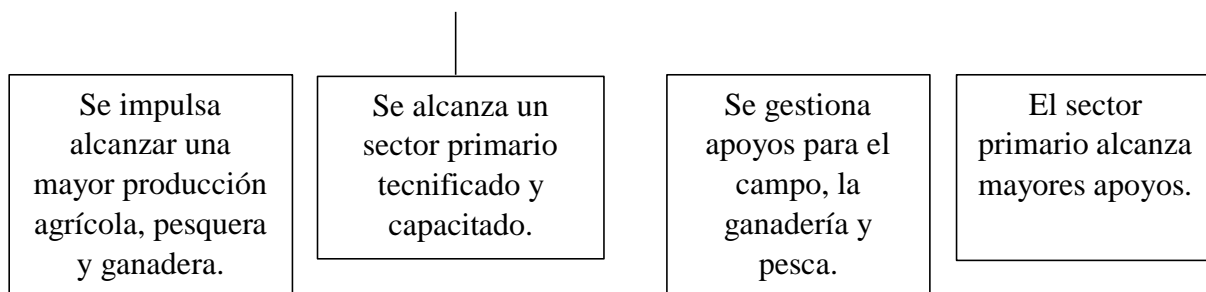 Se impulsa
alcanzar una
mayor producción
agrícola, pesquera
y ganadera.
Se alcanza un
sector primario
tecnificado y
capacitado.
Se gestiona
apoyos para el
campo, la
ganadería y
pesca.
El sector
primario alcanza
mayores apoyos.